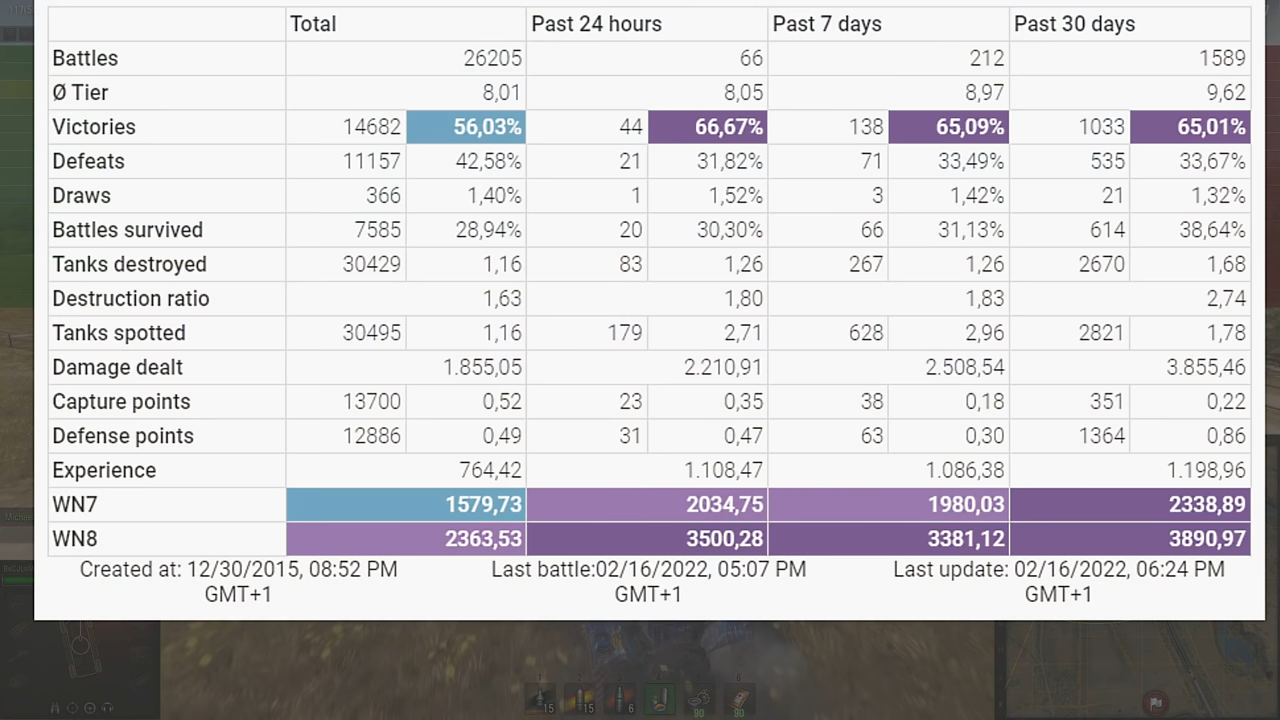 Total Past 24 hours Past 7 days Past 30 days
Battles 26205 66 212 1589
Ø Tier 8,01 8,05 8,97 9,62
Victories 14682 56,03% 44 66,67% 138 65,09% 1033 65,01%
Defeats 11157 42,58% 21 31,82% 71 33,49% 535 33,67%
Draws 366 1,40% 1 1,52% 3 1,42% 21 1,32%
Battles survived 7585 28,94% 20 30,30% 66 31,13% 614 38,64%
Tanks destroyed 30429 1,16 83 1,26 267 1,26 2670 1,68
Destruction ratio 1,63 1,80 1,83 2,74
Tanks spotted 30495 1,16 179 2,71 628 2,96 2821 1,78
Damage dealt 1.855,05 2.210,91 2.508,54 3.855,46
Capture points 13700 0,52 23 0,35 38 0,18 351 0,22
Defense points 12886 0,49 31 0,47 63 0,30 1364 0,86
Experience 764,42 1.108,47 1.086,38 1.198,96
WN7 1579,73 2034,75 1980,03 2338,89
WN8 2363,53 3500,28 3381,12 3890,97
Created at: 12/30/2015, 08:52 PM GMT+1
Last battle:02/16/2022, 05:07 PM GMT+1
Last update: 02/16/2022, 06:24 PM GMT+1
15 15 6 90 90